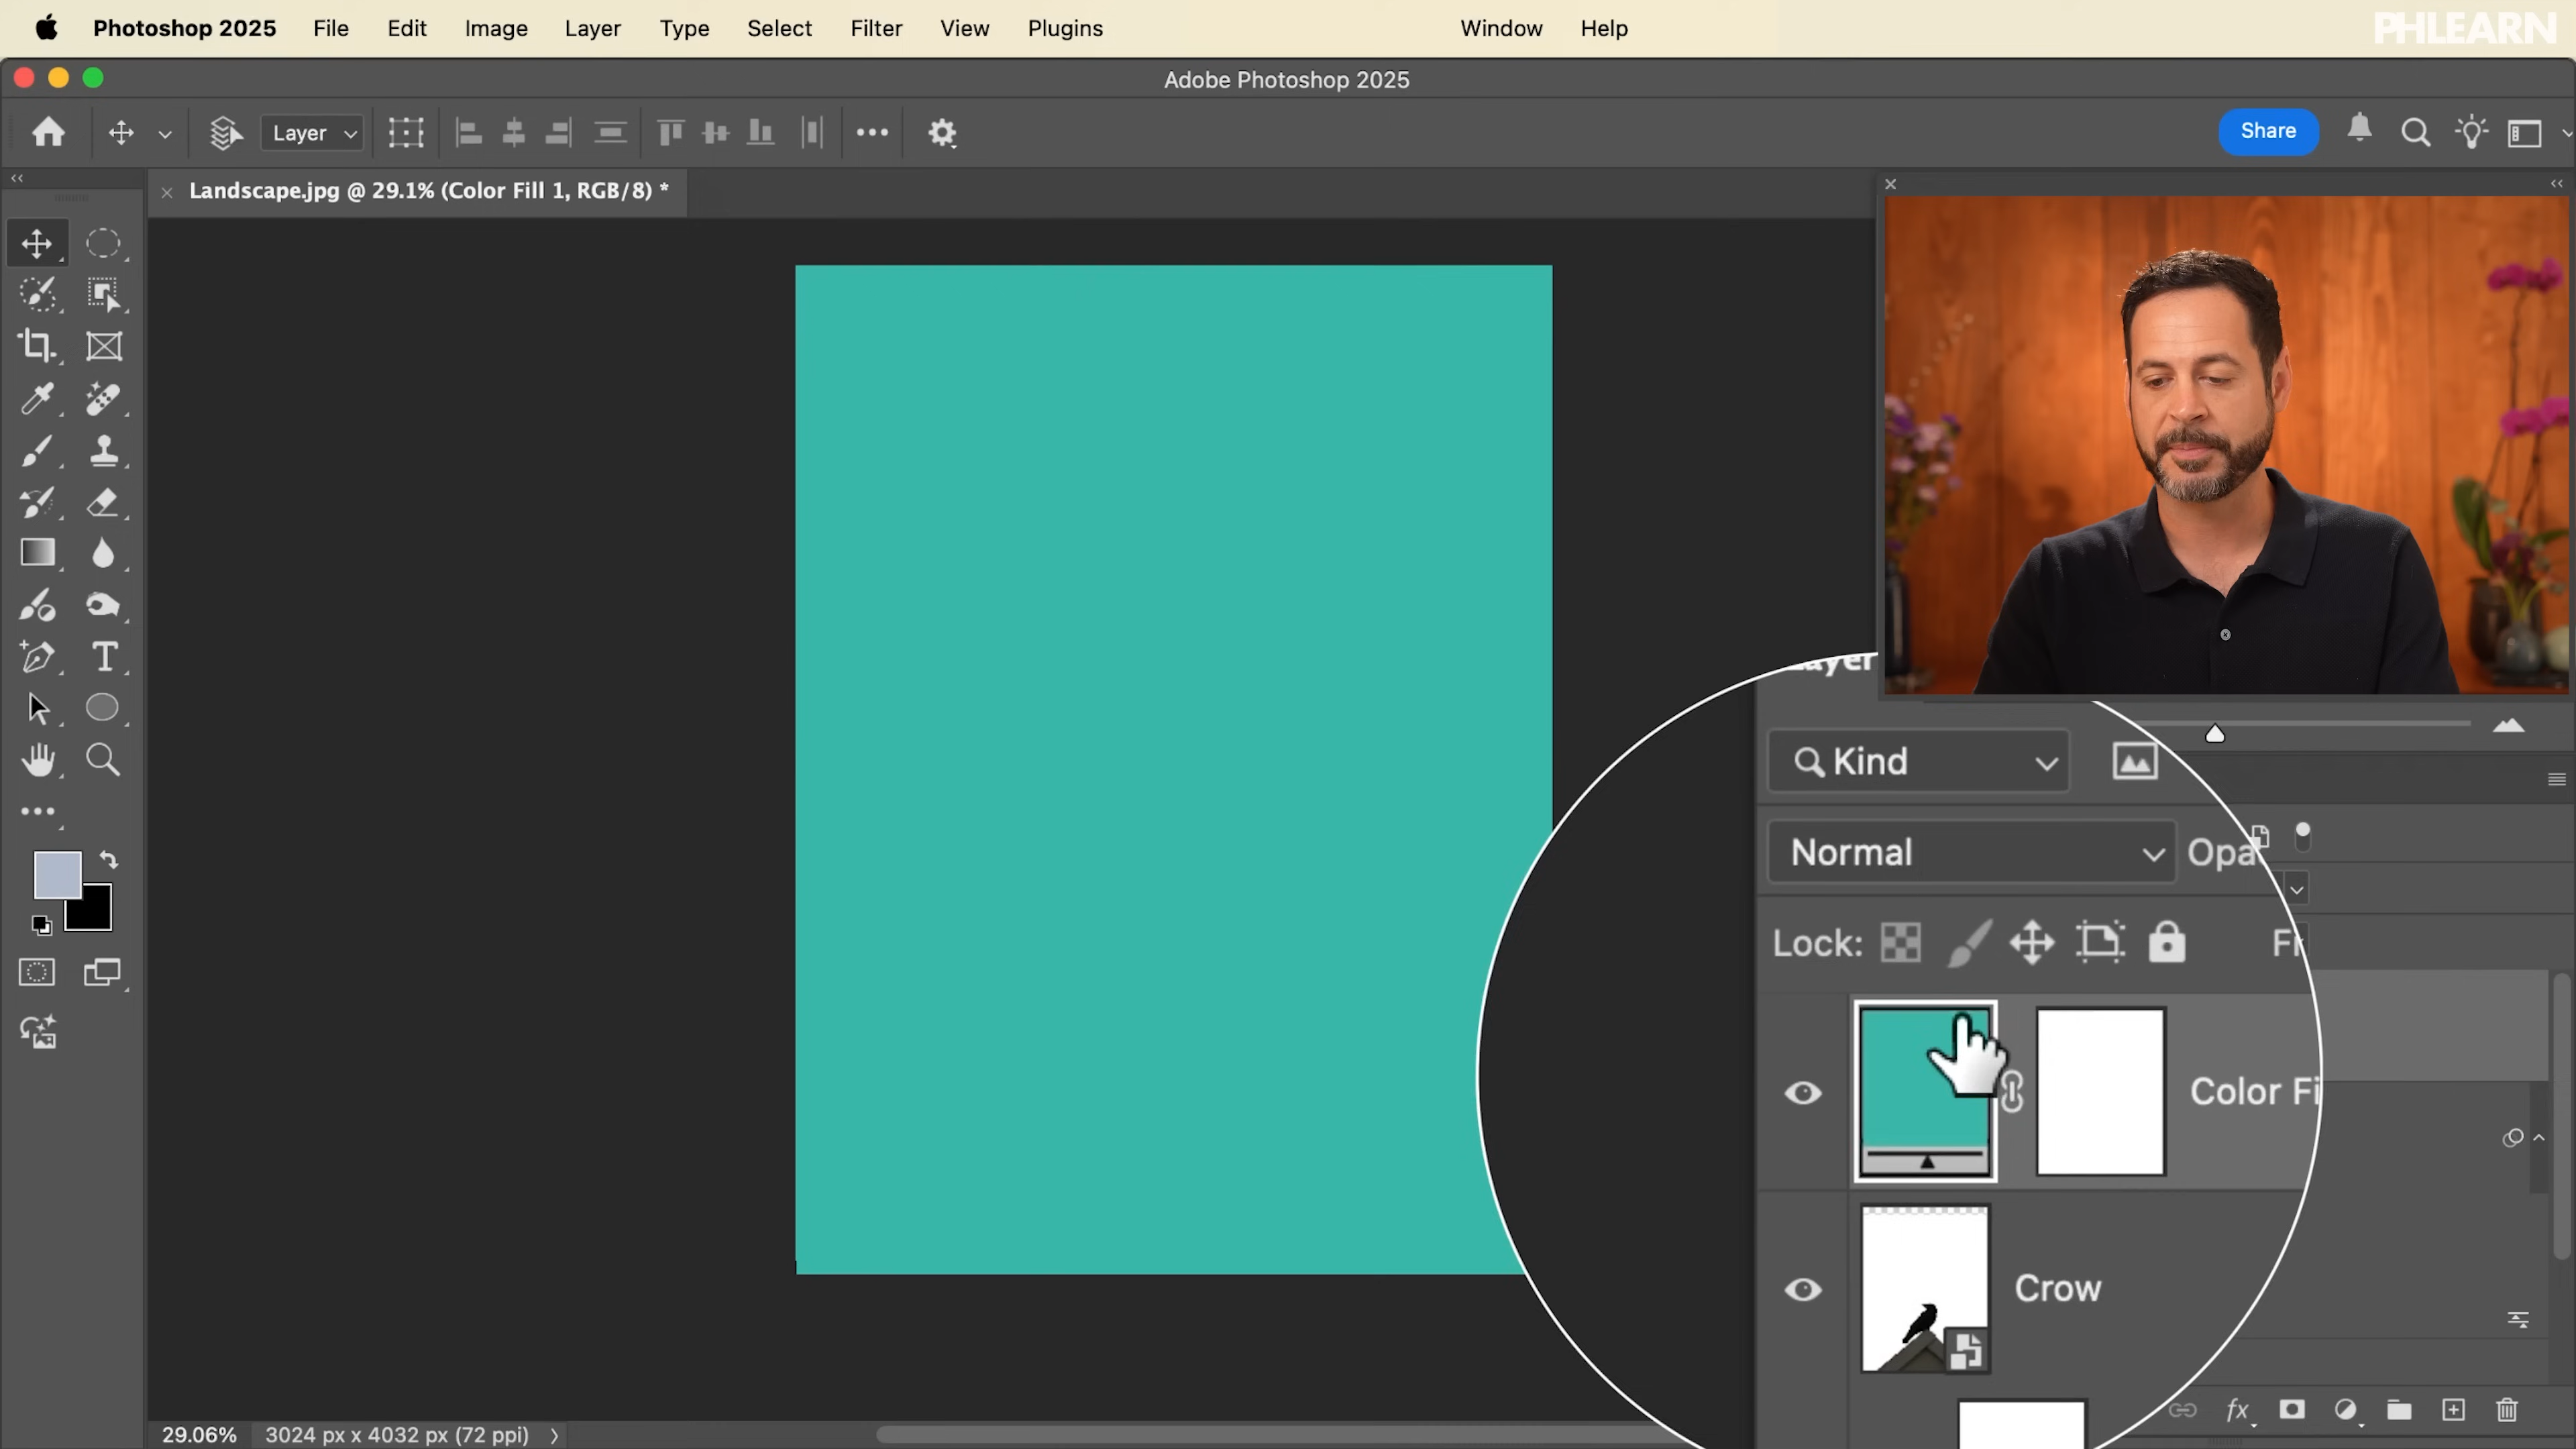 Photoshop 2025 File Edit Image Layer Type Select Filter View Plugins Window Help
PHLEARN
Adobe Photoshop 2025
Layer
Share
Landscape.jpg @ 29.1% (Color Fill 1, RGB/8) *
Kind
Normal Opa
Lock:
Color Fi
Crow
fx
29.06% 3024 px x 4032 px (72 ppi)